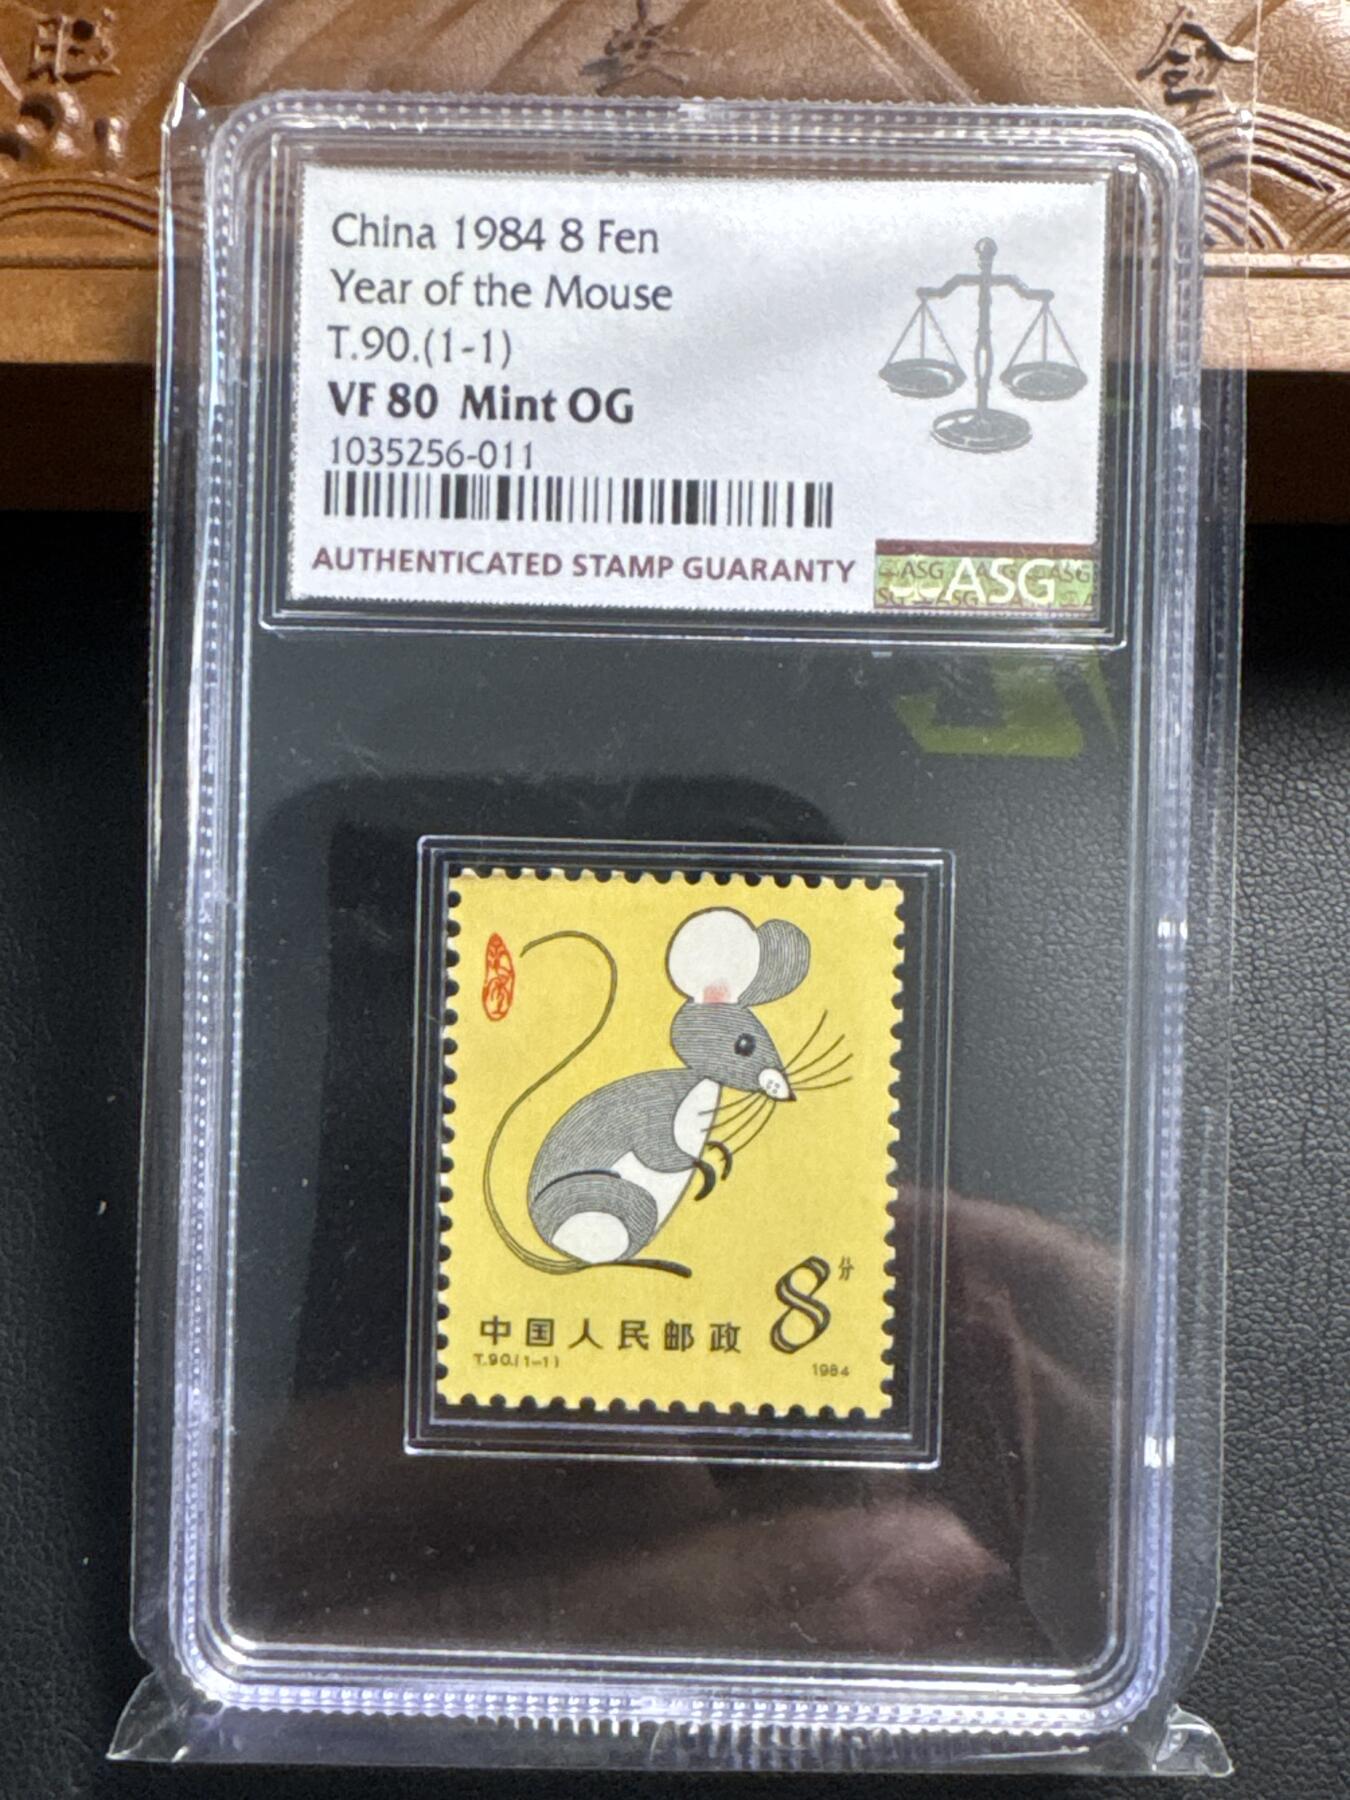 China 1984 8 Fen
Year of the Mouse
T.90.(1-1)
VF 80 Mint OG
1035256-011
AUTHENTICATED STAMP GUARANTY
ASG
8分
中国人民邮政
T.90.(1-1)
1984